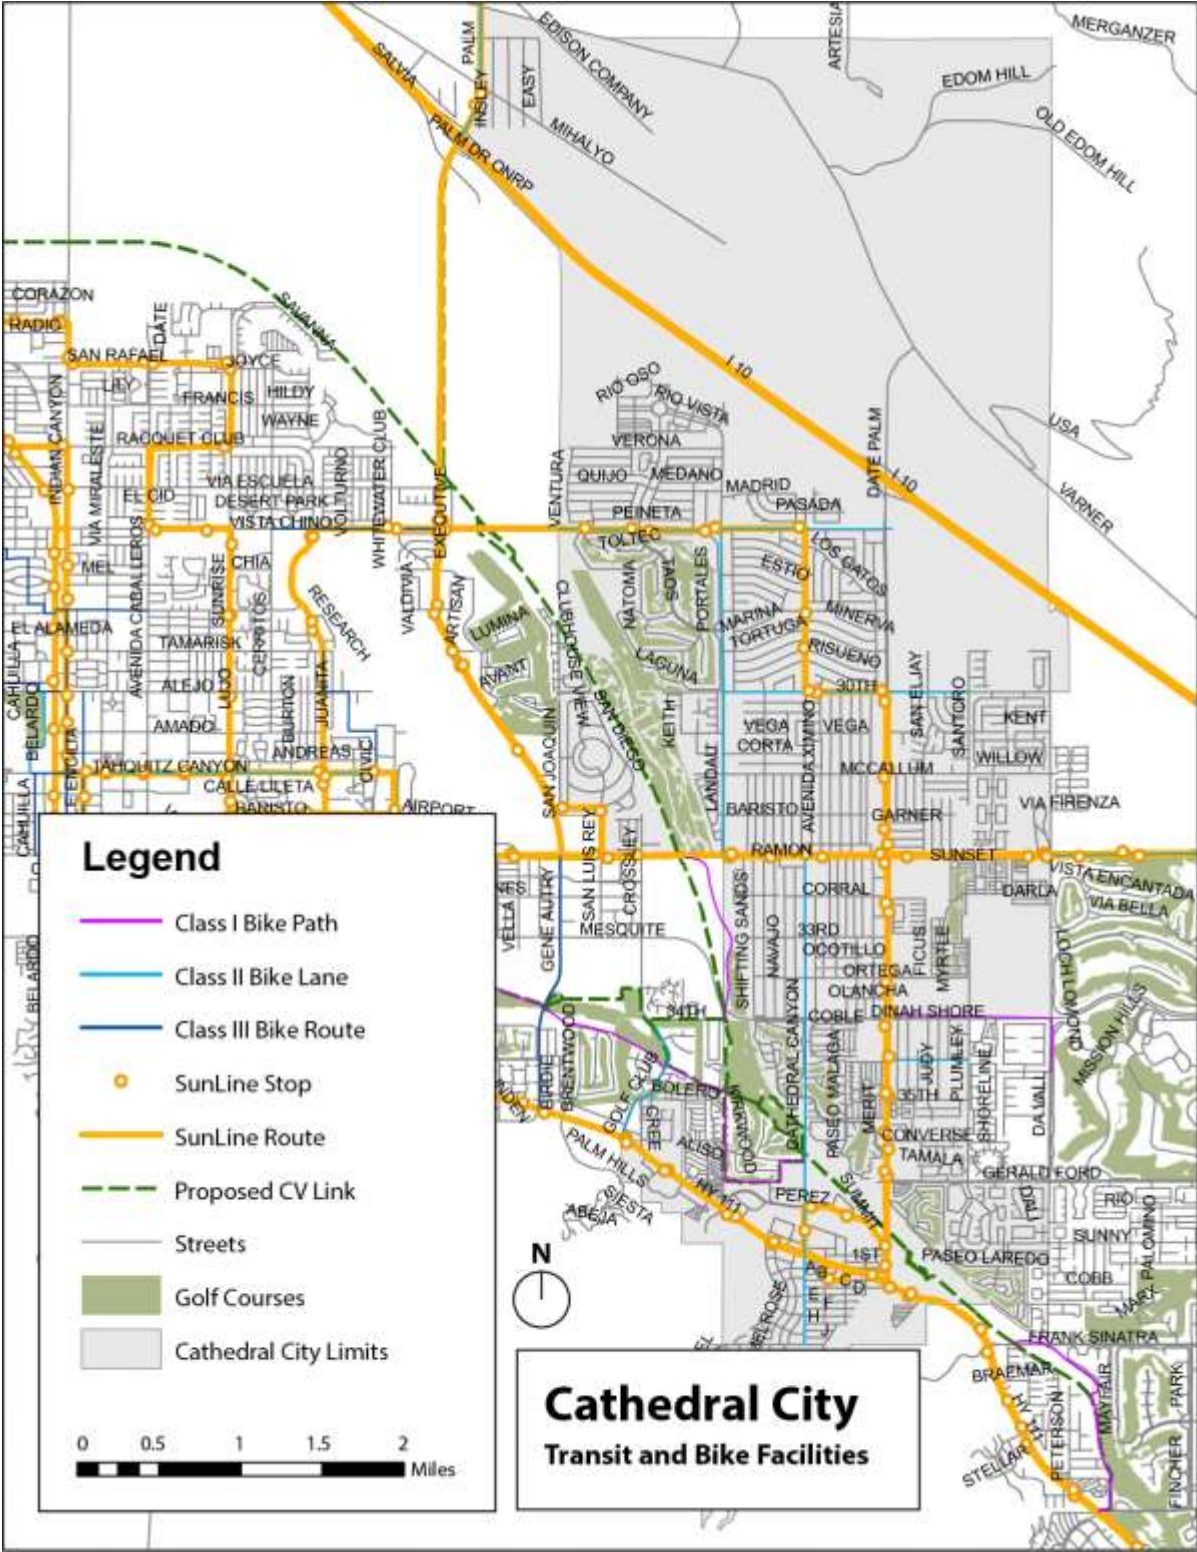 MERGANZER
ARTESIA
EDISON COMPANY
PALM
SALVIA
EASY
EDOM HILL
INSLEY
OLD EDOM HILL
MIHALYO
PALM DR ONRP
CORAZON
RADIO
DATE
SAVANNA
SAN RAFAEL
JOYCE
I 10
LILY
FRANCIS
HILDY
RIO OSO
RIO VISTA
WAYNE
INDIAN CANYON
VIA MIRALESTE
RACQUET CLUB
VERONA
DATE PALM
USA
WHITEWATER CLUB
VOLTURNO
VIA ESCUELA
QUIJO
MEDANO
MADRID
I-10
EL CID
DESERT PARK
VENTURA
PASADA
VARNER
VISTA CHINO
EXECUTIVE
PEINETA
TOLTEC
LOS GATOS
MEL
AVENIDA CABALLEROS
CHIA
SUNRISE
VALDIVIA
ARTISAN
CLUBHOUSE VIEW
NATOMA
TAOS
PORTALES
ESTIO
RESEARCH
CERRITOS
LUMINA
MARINA
MINERVA
EL ALAMEDA
TAMARISK
TORTUGA
RISUENO
CAHUILLA
BELARDO
ALEJO
LUJO
JUANITA
AVANT
LAGUNA
30TH
SAN ELJAY
SANTORO
AMADO
BURTON
SAN DIEGO
KEITH
VEGA
VEGA
KENT
CORTA
WILLOW
ANDREAS
CIVIC
SAN JOAQUIN
LANDAU
AVENIDA XIMINO
TAHQUITZ CANYON
MCCALLUM
CAHUILLA
CALLE LILETA
BARISTO
AIRPORT
BARISTO
GARNER
VIA FIRENZA
SAN LUIS REY
CROSSLEY
RAMON
SUNSET
VISTA ENCANTADA
VELLA
GENE AUTRY
MESQUITE
SHIFTING SANDS
NAVAJO
CORRAL
DARLA
VIA BELLA
33RD
OCOTILLO
FICUS
MYRTLE
LOCH LOMOND
BELARDO
ORTEGA
OLANCHA
MISSION HILLS
34TH
COBLE
DINAH SHORE
CATHEDRAL CANYON
PASEO MALAGA
JUDY
PLUMLEY
SHORELINE
DA VALL
BIRDIE
BRENTWOOD
GOLF CLUB
BOLERO
MERIT
35TH
PALM HILLS
ALISO
CONVERSE
TAMALA
GERALD FORD
SIESTA
ABEJA
HY 111
PEREZ
SUMMIT
DALI
RIO
SUNNY
PALOMINO
1ST
PASEO LAREDO
COBB
MARX
A
B
C
D
E
F
H
J
FRANK SINATRA
BRAEMAR
MAYFAIR
PARK
HY 111
PETERSON
STELLAR
FINCHER
Legend
Class I Bike Path
Class II Bike Lane
Class III Bike Route
SunLine Stop
SunLine Route
Proposed CV Link
Streets
Golf Courses
Cathedral City Limits
0 0.5 1 1.5 2
Miles
N
Cathedral City
Transit and Bike Facilities